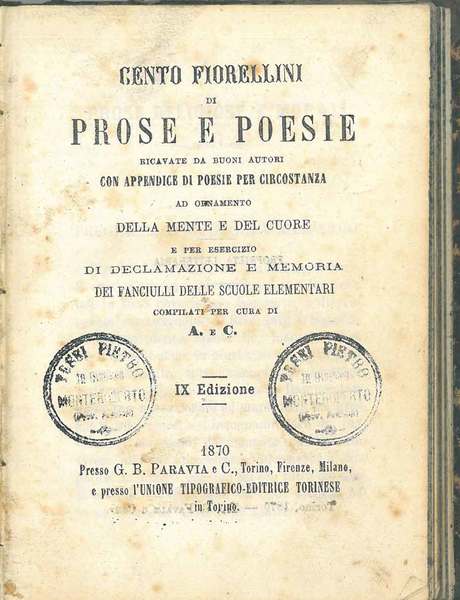 CENTO FIORELLINI
DI
PROSE E POESIE
RICAVATE DA BUONI AUTORI
CON APPENDICE DI POESIE PER CIRCOSTANZA
AD ORNAMENTO
DELLA MENTE E DEL CUORE
E PER ESERCIZIO
DI DECLAMAZIONE E MEMORIA
DEI FANCIULLI DELLE SCUOLE ELEMENTARI
COMPILATI PER CURA DI
A. E C.
PIETRO
PIETRO
IX Edizione
1870
Presso G. B. PARAVIA e C., Torino, Firenze, Milano,
e presso l'UNIONE TIPOGRAFICO-EDITRICE TORINESE
in Torino.